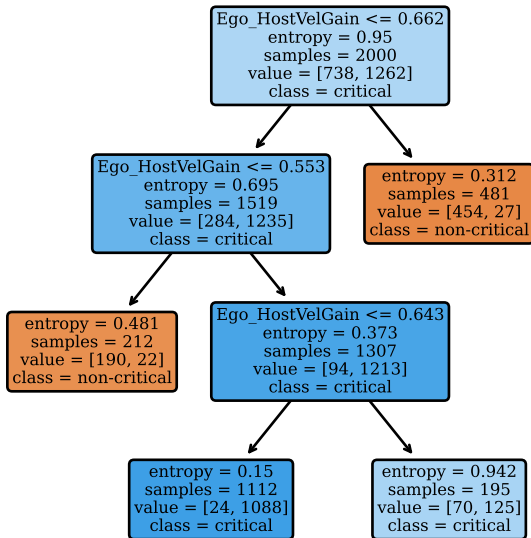 Ego_HostVelGain <= 0.662
entropy = 0.95
samples = 2000
value = [738, 1262]
class = critical
Ego_HostVelGain <= 0.553
entropy = 0.695
samples = 1519
value = [284, 1235]
class = critical
entropy = 0.312
samples = 481
value = [454, 27]
class = non-critical
entropy = 0.481
samples = 212
value = [190, 22]
class = non-critical
Ego_HostVelGain <= 0.643
entropy = 0.373
samples = 1307
value = [94, 1213]
class = critical
entropy = 0.15
samples = 1112
value = [24, 1088]
class = critical
entropy = 0.942
samples = 195
value = [70, 125]
class = critical